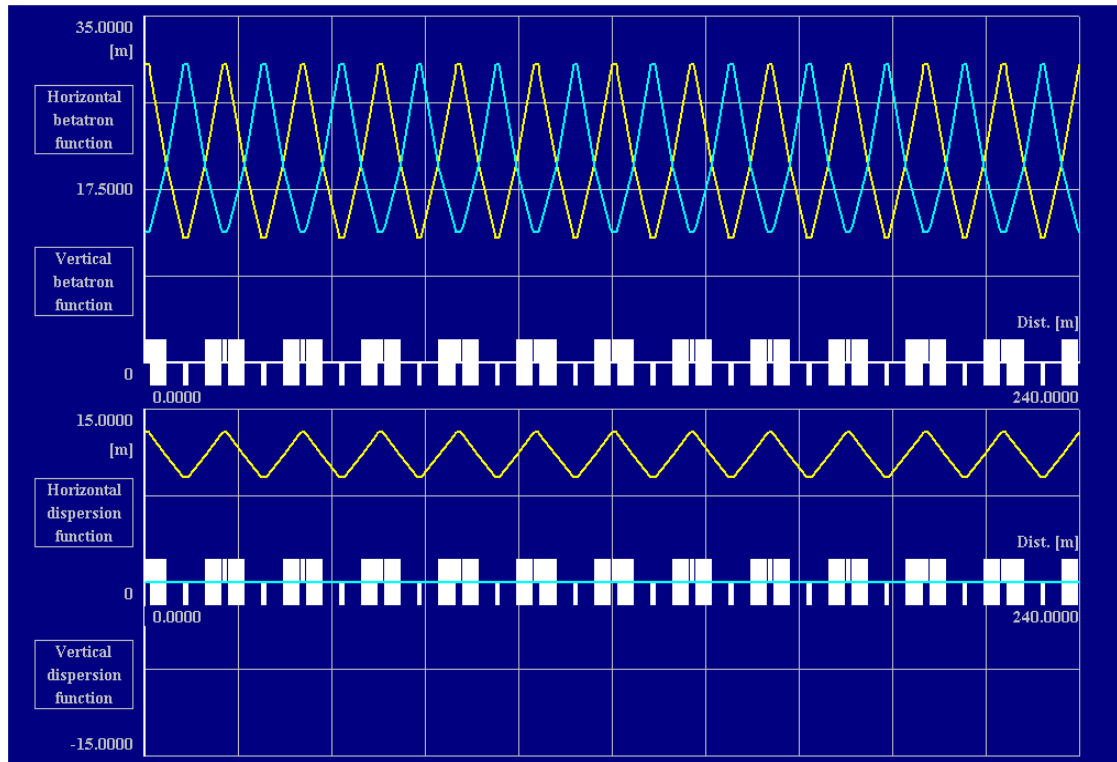 35.0000
[m]
Horizontal
betatron
function
17.5000
Vertical
betatron
function
Dist. [m]
0
0.0000 240.0000
15.0000
[m]
Horizontal
dispersion
function
Dist. [m]
0
0.0000 240.0000
Vertical
dispersion
function
-15.0000